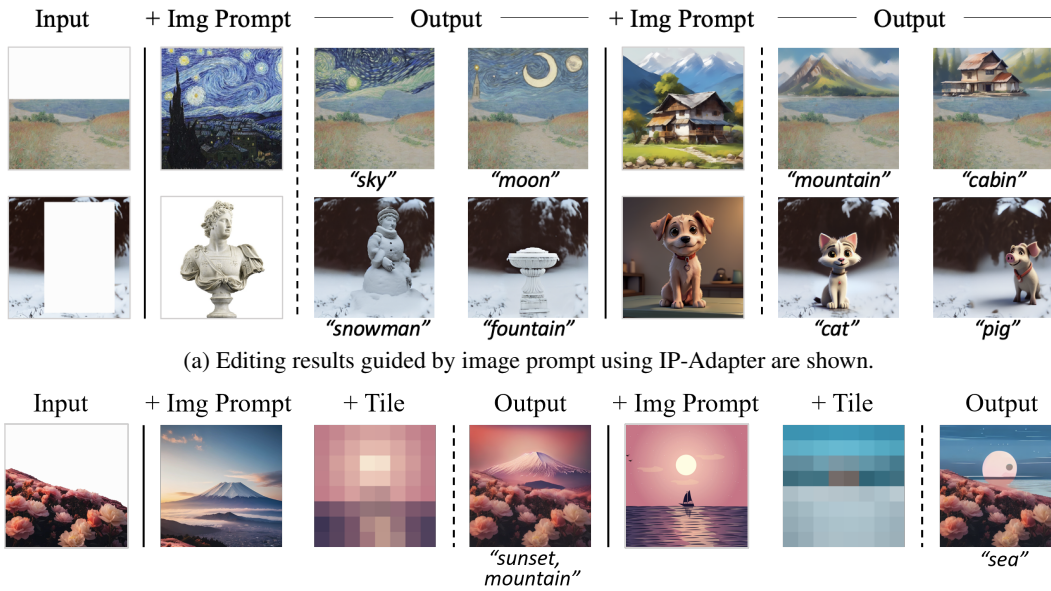 Input + Img Prompt Output + Img Prompt Output
“sky” “moon” “mountain” “cabin”
“snowman” “fountain” “cat” “pig”
(a) Editing results guided by image prompt using IP-Adapter are shown.
Input + Img Prompt + Tile Output + Img Prompt + Tile Output
“sunset, “sea”
mountain”